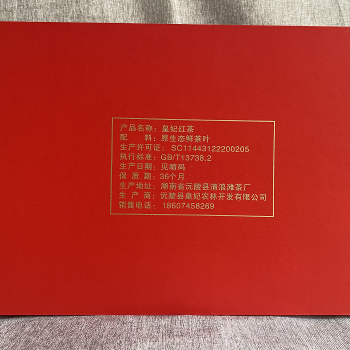 产品名称：皇妃红茶
配　　料：原生态鲜茶叶
生产许可证：SC11443122200205
执行标准：GB/T13738.2
生产日期：见喷码
保 质 期：36个月
生产地址：湖南省沅陵县清浪滩茶厂
生 产 商：沅陵县皇妃农林开发有限公司
销售电话：18607458269